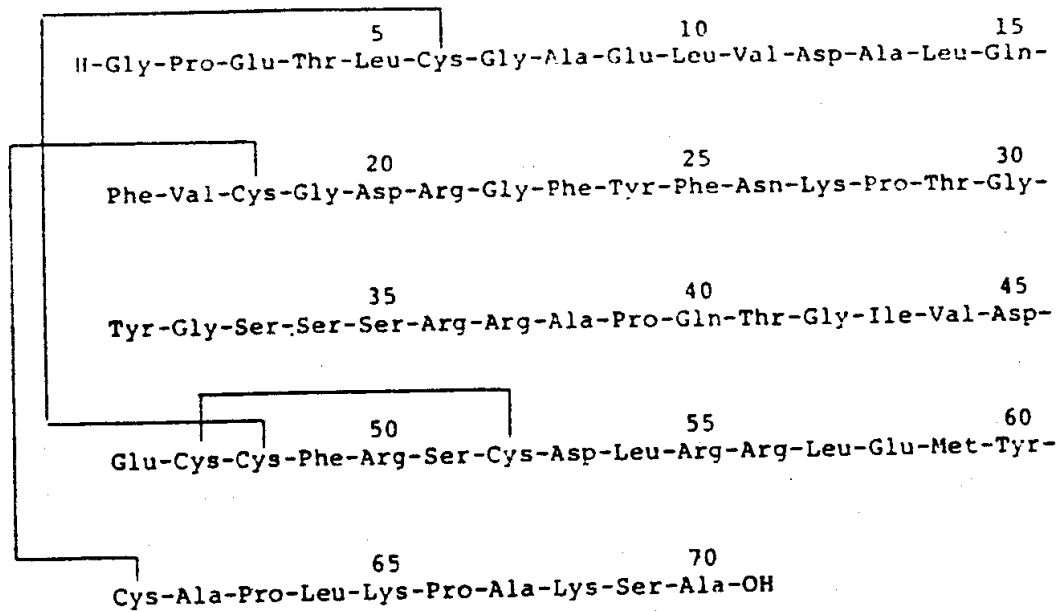 5 10 15
H-Gly-Pro-Glu-Thr-Leu-Cys-Gly-Ala-Glu-Leu-Val-Asp-Ala-Leu-Gln-
20 25 30
Phe-Val-Cys-Gly-Asp-Arg-Gly-Phe-Tyr-Phe-Asn-Lys-Pro-Thr-Gly-
35 40 45
Tyr-Gly-Ser-Ser-Ser-Arg-Arg-Ala-Pro-Gln-Thr-Gly-Ile-Val-Asp-
50 55 60
Glu-Cys-Cys-Phe-Arg-Ser-Cys-Asp-Leu-Arg-Arg-Leu-Glu-Met-Tyr-
65 70
Cys-Ala-Pro-Leu-Lys-Pro-Ala-Lys-Ser-Ala-OH